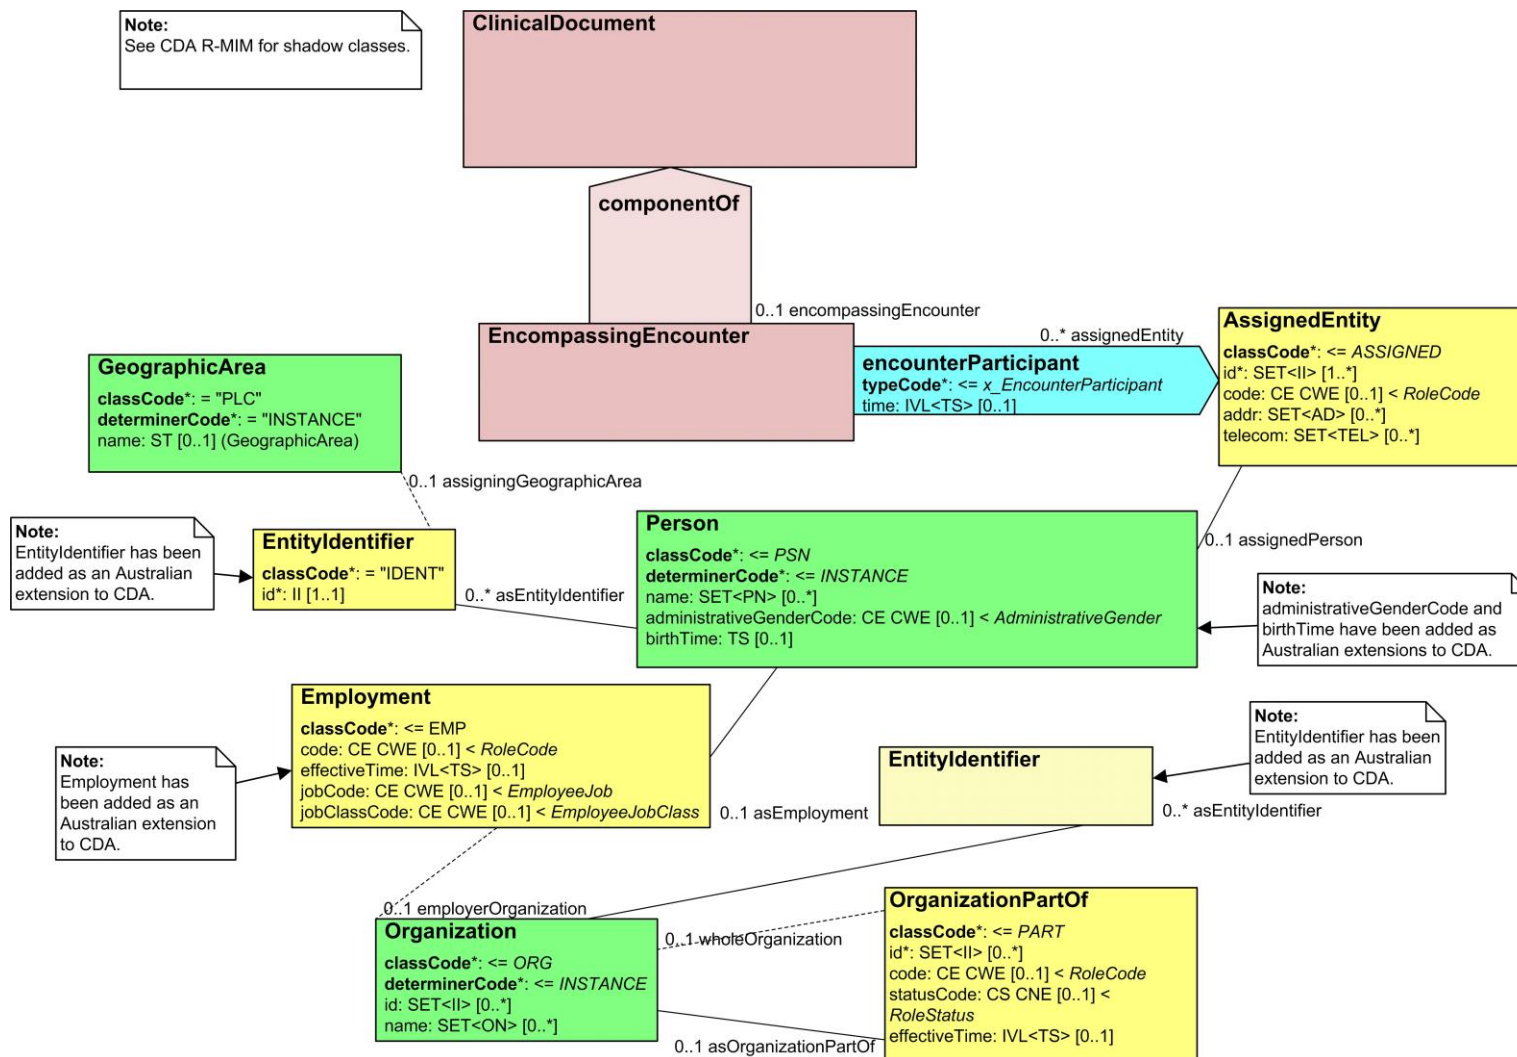 Note:
See CDA R-MIM for shadow classes.
ClinicalDocument
componentOf
0..1 encompassingEncounter
EncompassingEncounter
0..* assignedEntity
encounterParticipant
typeCode*: <= x_EncounterParticipant
time: IVL<TS> [0..1]
AssignedEntity
classCode*: <= ASSIGNED
id*: SET<II> [1..*]
code: CE CWE [0..1] < RoleCode
addr: SET<AD> [0..*]
telecom: SET<TEL> [0..*]
GeographicArea
classCode*: = "PLC"
determinerCode*: = "INSTANCE"
name: ST [0..1] (GeographicArea)
0..1 assigningGeographicArea
Note:
EntityIdentifier has been
added as an Australian
extension to CDA.
EntityIdentifier
classCode*: = "IDENT"
id*: II [1..1]
0..* asEntityIdentifier
Person
classCode*: <= PSN
determinerCode*: <= INSTANCE
name: SET<PN> [0..*]
administrativeGenderCode: CE CWE [0..1] < AdministrativeGender
birthTime: TS [0..1]
0..1 assignedPerson
Note:
administrativeGenderCode and
birthTime have been added as
Australian extensions to CDA.
Employment
classCode*: <= EMP
code: CE CWE [0..1] < RoleCode
effectiveTime: IVL<TS> [0..1]
jobCode: CE CWE [0..1] < EmployeeJob
jobClassCode: CE CWE [0..1] < EmployeeJobClass
Note:
Employment has
been added as an
Australian extension
to CDA.
0..1 asEmployment
EntityIdentifier
Note:
EntityIdentifier has been
added as an Australian
extension to CDA.
0..* asEntityIdentifier
0..1 employerOrganization
Organization
classCode*: <= ORG
determinerCode*: <= INSTANCE
id: SET<II> [0..*]
name: SET<ON> [0..*]
0..1 wholeOrganization
0..1 asOrganizationPartOf
OrganizationPartOf
classCode*: <= PART
id*: SET<II> [0..*]
code: CE CWE [0..1] < RoleCode
statusCode: CS CNE [0..1] <
RoleStatus
effectiveTime: IVL<TS> [0..1]